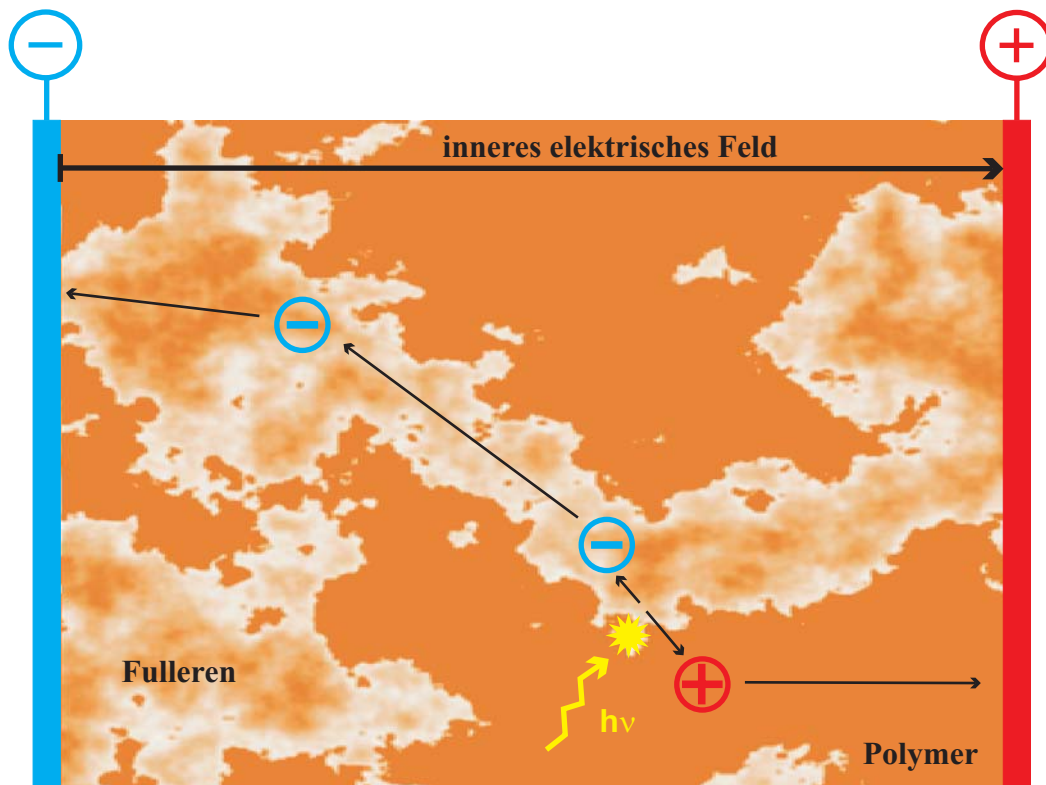 −
+
inneres elektrisches Feld
−
−
Fulleren
hν
+
Polymer